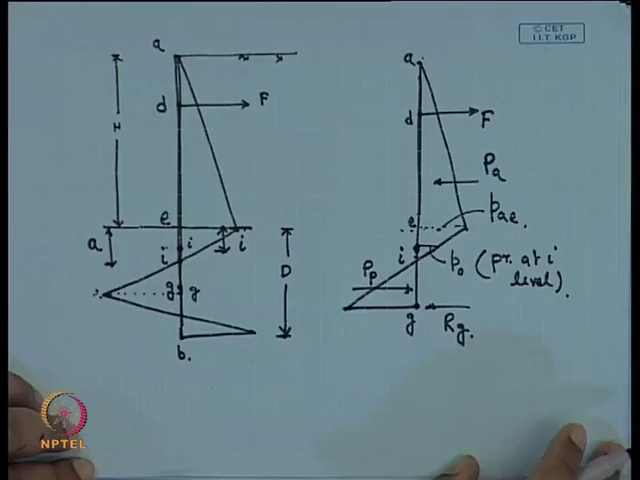 © CET
I.I.T. KGP
a
d
F
H
e
a
i
i
i
g
g
D
b.
a
d
F
Pa
e
pae.
i
p₀ (pr. at i
level).
Pp
g
Rg.
NPTEL